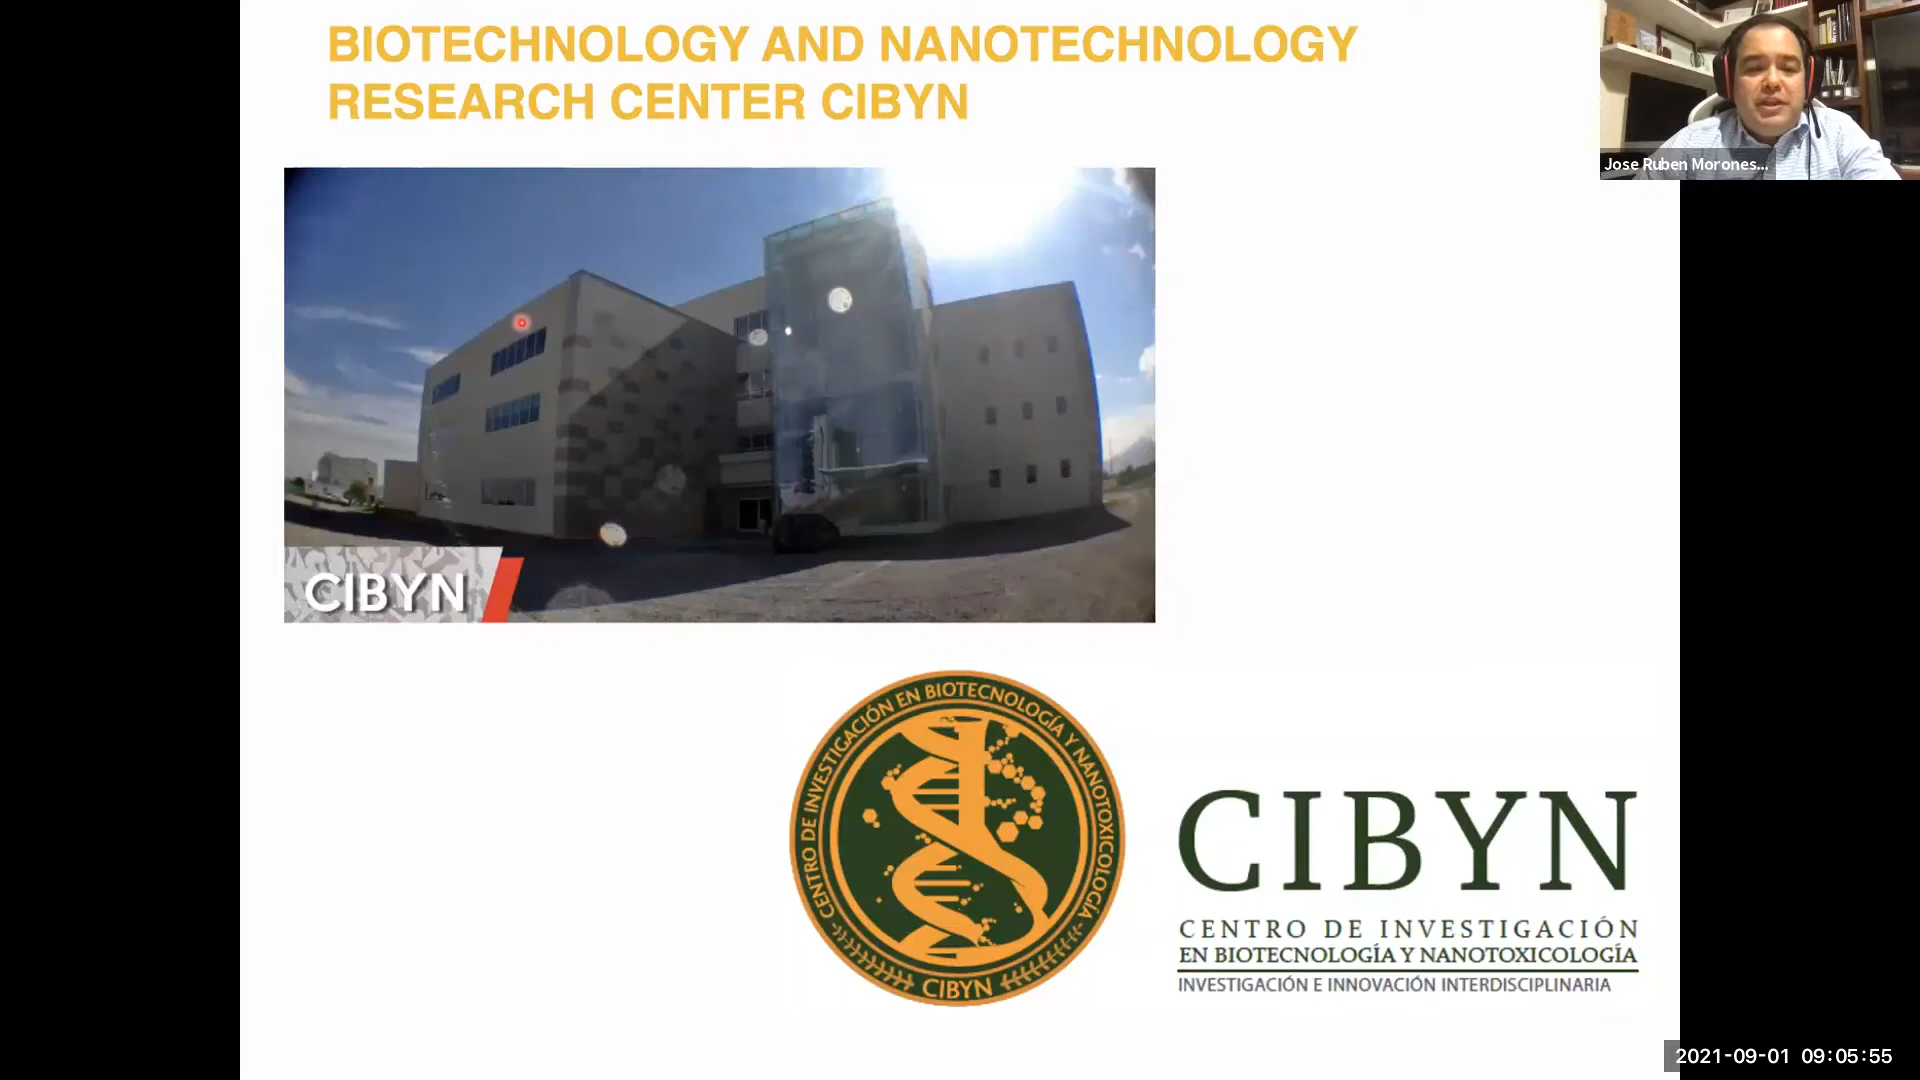 BIOTECHNOLOGY AND NANOTECHNOLOGY
RESEARCH CENTER CIBYN
Jose Ruben Morones...
CIBYN
CENTRO DE INVESTIGACIÓN EN BIOTECNOLOGÍA Y NANOTOXICOLOGÍA
CIBYN
CIBYN
CENTRO DE INVESTIGACIÓN
EN BIOTECNOLOGÍA Y NANOTOXICOLOGÍA
INVESTIGACIÓN E INNOVACIÓN INTERDISCIPLINARIA
2021-09-01 09:05:55